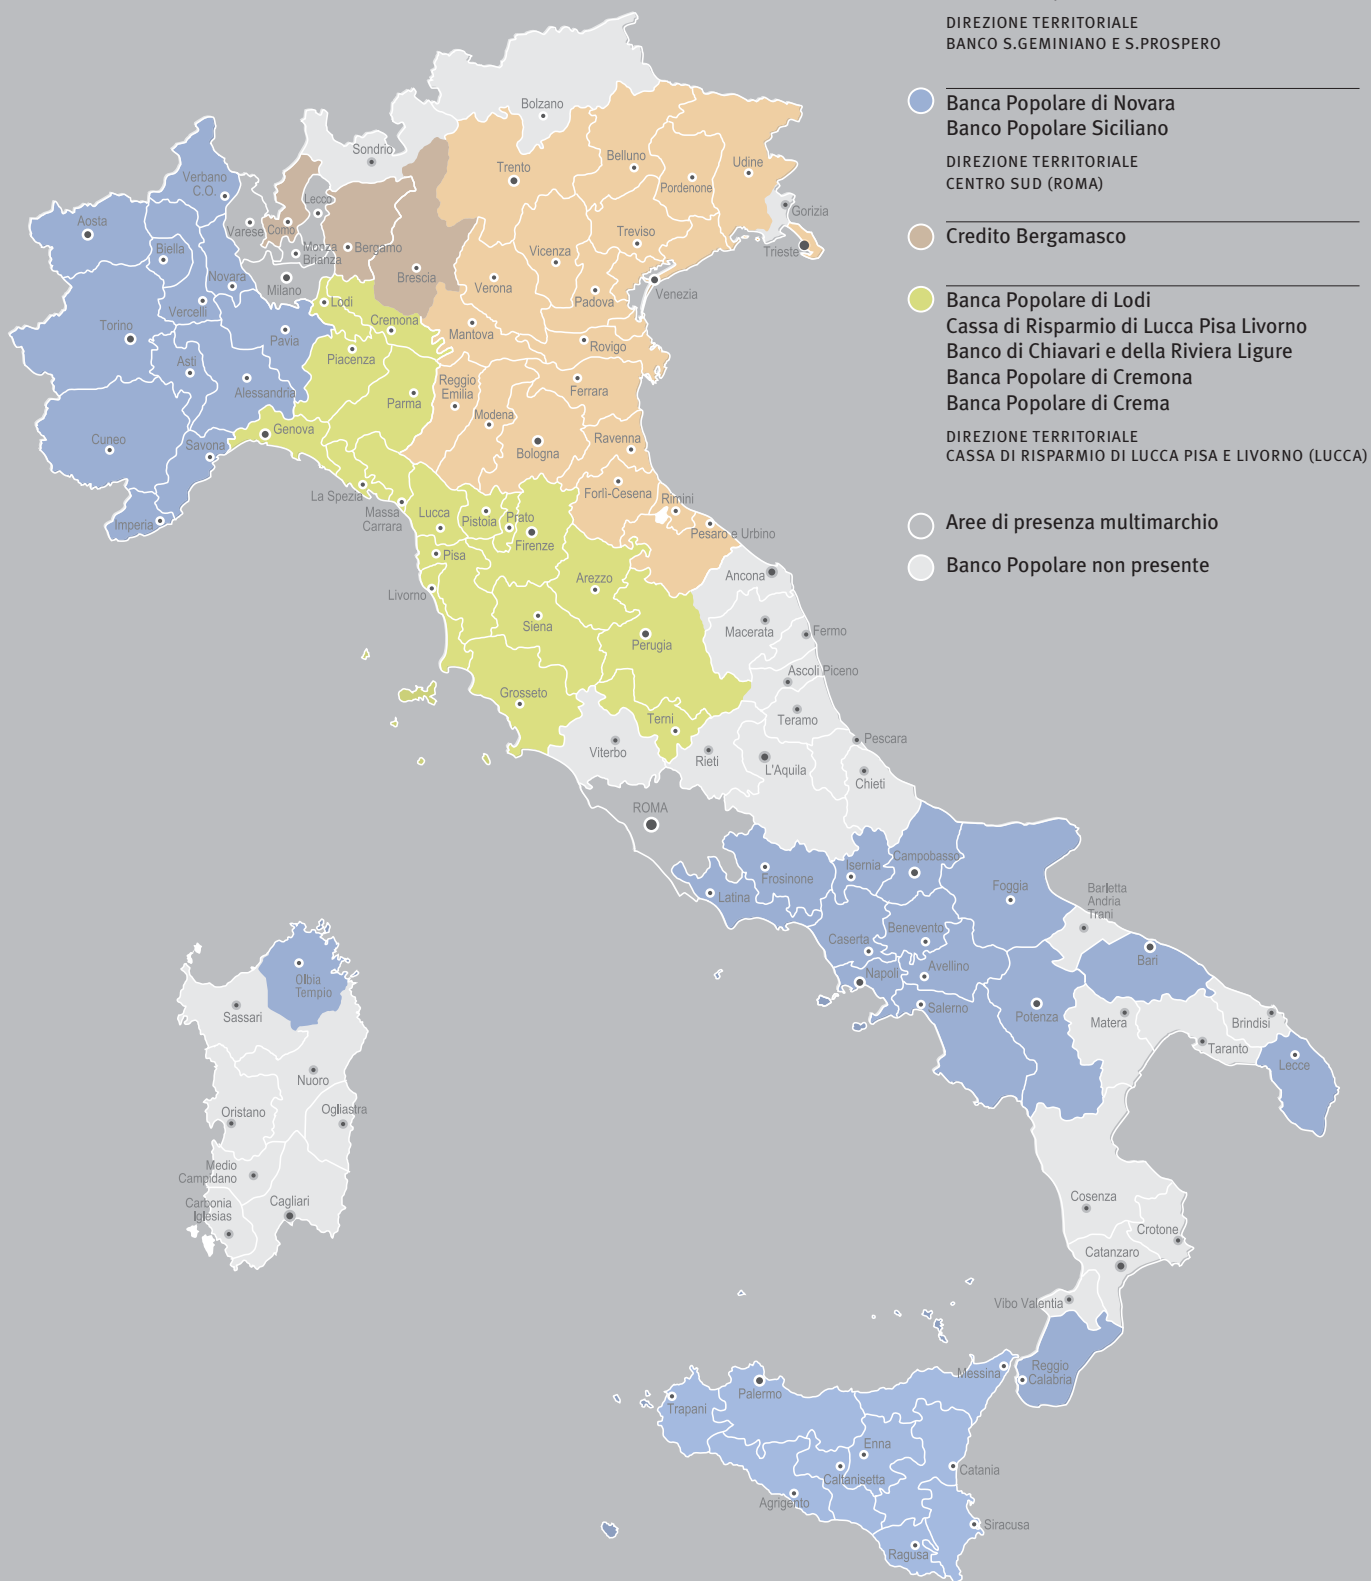 DIREZIONE TERRITORIALE
BANCO S.GEMINIANO E S.PROSPERO
Banca Popolare di Novara
Banco Popolare Siciliano
DIREZIONE TERRITORIALE
CENTRO SUD (ROMA)
Credito Bergamasco
Banca Popolare di Lodi
Cassa di Risparmio di Lucca Pisa Livorno
Banco di Chiavari e della Riviera Ligure
Banca Popolare di Cremona
Banca Popolare di Crema
DIREZIONE TERRITORIALE
CASSA DI RISPARMIO DI LUCCA PISA E LIVORNO (LUCCA)
Aree di presenza multimarchio
Banco Popolare non presente
Bolzano
Sondrio
Trento
Belluno
Pordenone
Udine
Gorizia
Trieste
Verbano
C.O.
Aosta
Biella
Varese
Como
Lecco
Monza
Brianza
Bergamo
Brescia
Milano
Novara
Vercelli
Torino
Pavia
Asti
Alessandria
Cuneo
Savona
Imperia
Lodi
Cremona
Piacenza
Parma
Genova
La Spezia
Massa
Carrara
Vicenza
Treviso
Verona
Padova
Venezia
Mantova
Rovigo
Reggio
Emilia
Modena
Ferrara
Bologna
Ravenna
Forlì-Cesena
Rimini
Pesaro e Urbino
Lucca
Pistoia
Prato
Firenze
Pisa
Livorno
Arezzo
Siena
Perugia
Grosseto
Terni
Ancona
Macerata
Fermo
Ascoli Piceno
Teramo
Pescara
Viterbo
Rieti
L'Aquila
Chieti
ROMA
Latina
Frosinone
Isernia
Campobasso
Foggia
Barletta
Andria
Trani
Bari
Caserta
Benevento
Napoli
Avellino
Salerno
Potenza
Matera
Taranto
Brindisi
Lecce
Olbia
Tempio
Sassari
Nuoro
Oristano
Ogliastra
Medio
Campidano
Carbonia
Iglesias
Cagliari
Cosenza
Crotone
Catanzaro
Vibo Valentia
Reggio
Calabria
Messina
Palermo
Trapani
Enna
Caltanisetta
Catania
Agrigento
Siracusa
Ragusa